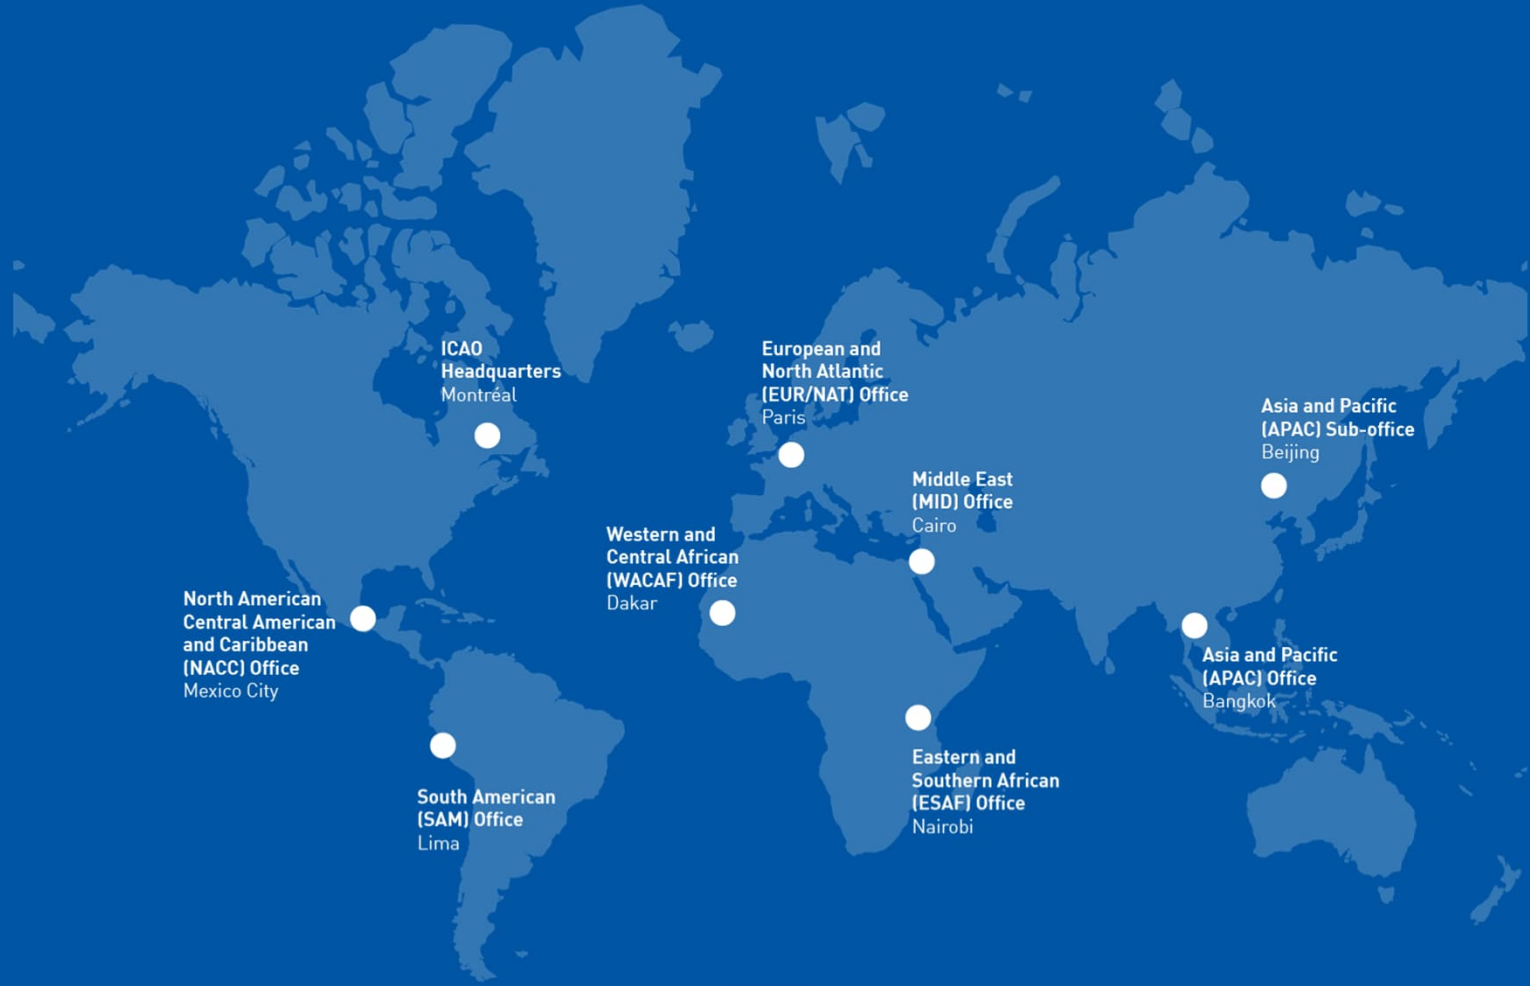 ICAO
Headquarters
Montréal
European and
North Atlantic
(EUR/NAT) Office
Paris
Asia and Pacific
(APAC) Sub-office
Beijing
Middle East
(MID) Office
Cairo
Western and
Central African
(WACAF) Office
Dakar
North American
Central American
and Caribbean
(NACC) Office
Mexico City
Asia and Pacific
(APAC) Office
Bangkok
Eastern and
Southern African
(ESAF) Office
Nairobi
South American
(SAM) Office
Lima